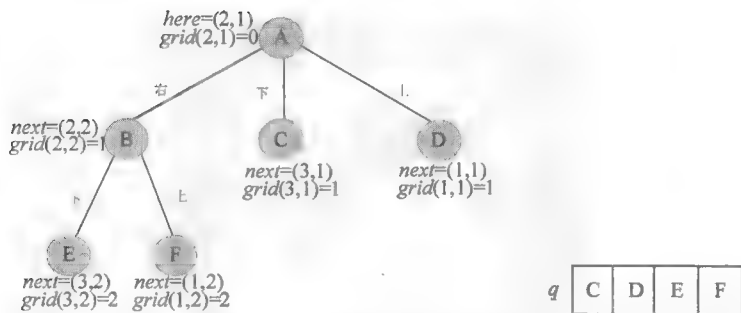 here=(2,1)
grid(2,1)=0
A
右
下
上
next=(2,2)
grid(2,2)=1
B
C
D
next=(3,1)
grid(3,1)=1
next=(1,1)
grid(1,1)=1
下
上
E
F
next=(3,2)
grid(3,2)=2
next=(1,2)
grid(1,2)=2
q C D E F